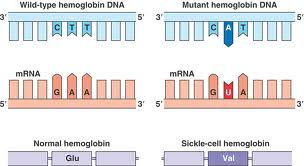 Wild-type hemoglobin DNA
3′ 5′
C T T
mRNA
G A A
5′ 3′
Normal hemoglobin
Glu
Mutant hemoglobin DNA
3′ 5′
C A T
mRNA
G U A
5′ 3′
Sickle-cell hemoglobin
Val